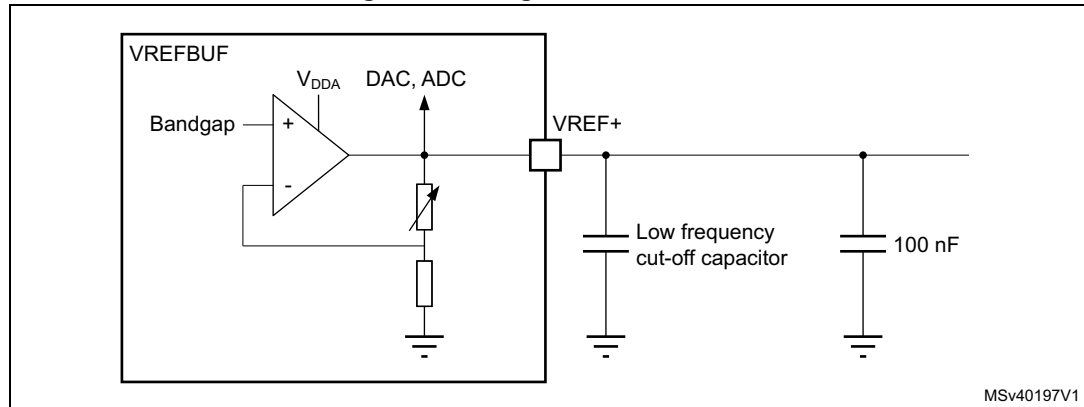 VREFBUF
VDDA
DAC, ADC
Bandgap
+
-
VREF+
Low frequency
cut-off capacitor
100 nF
MSv40197V1